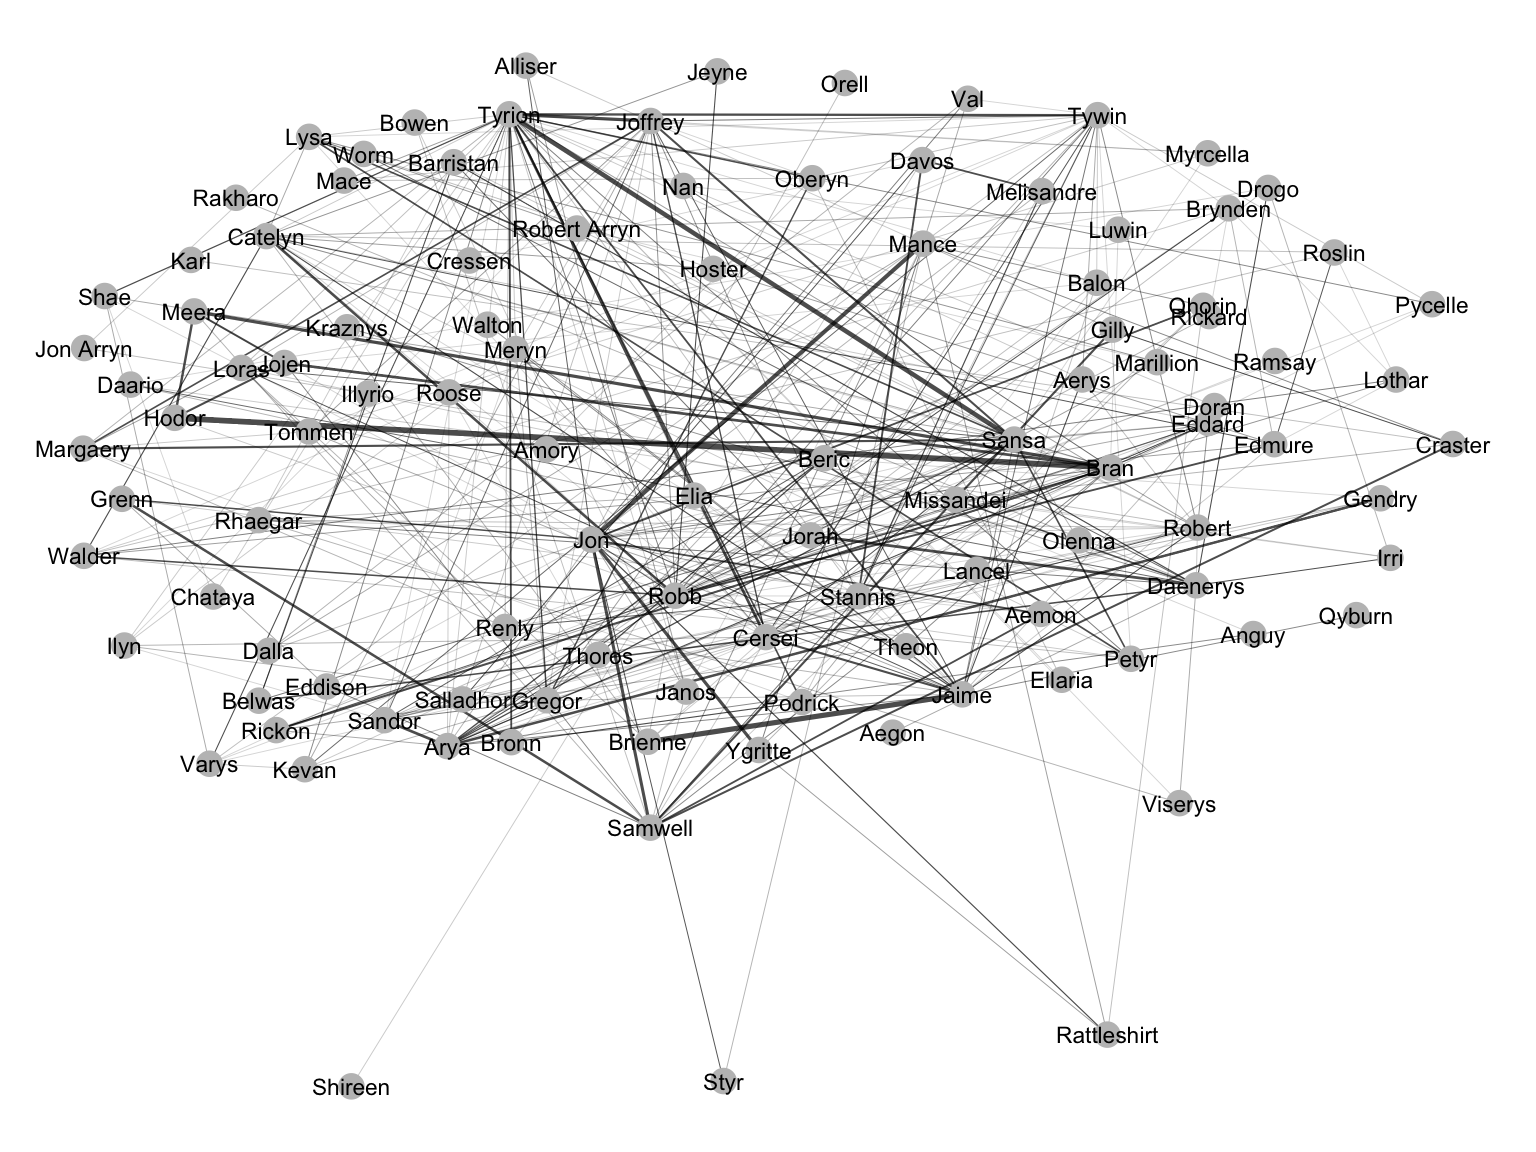 Alliser
Jeyne
Orell
Val
Tyrion
Bowen
Joffrey
Tywin
Lysa
Worm
Barristan
Davos
Myrcella
Mace
Nan
Oberyn
Melisandre
Drogo
Rakharo
Brynden
Catelyn
Robert Arryn
Luwin
Mance
Karl
Cressen
Hoster
Roslin
Shae
Balon
Meera
Qhorin
Pycelle
Rickard
Kraznys
Walton
Gilly
Jon Arryn
Meryn
Loras
Jojen
Marillion
Ramsay
Daario
Illyrio
Roose
Aerys
Lothar
Hodor
Tommen
Doran
Eddard
Margaery
Amory
Beric
Sansa
Bran
Edmure
Craster
Grenn
Elia
Missandei
Gendry
Rhaegar
Robert
Walder
Jon
Jorah
Olenna
Irri
Lancel
Daenerys
Chataya
Robb
Stannis
Aemon
Qyburn
Ilyn
Dalla
Renly
Cersei
Theon
Anguy
Thoros
Petyr
Eddison
Ellaria
Belwas
Salladhor
Gregor
Janos
Podrick
Jaime
Rickon
Sandor
Arya
Bronn
Brienne
Ygritte
Aegon
Varys
Kevan
Viserys
Samwell
Rattleshirt
Shireen
Styr